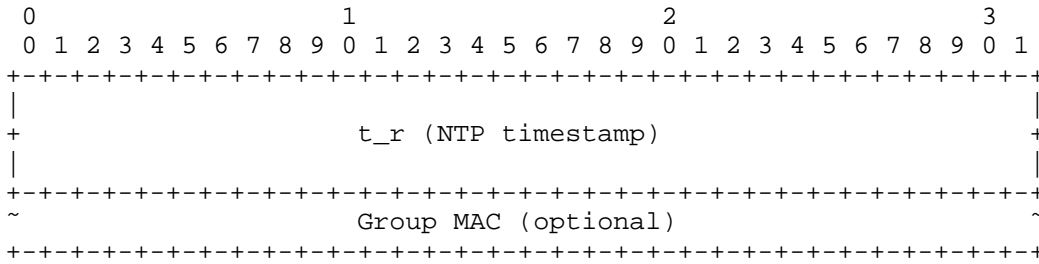 0                   1                   2                   3
 0 1 2 3 4 5 6 7 8 9 0 1 2 3 4 5 6 7 8 9 0 1 2 3 4 5 6 7 8 9 0 1
+-+-+-+-+-+-+-+-+-+-+-+-+-+-+-+-+-+-+-+-+-+-+-+-+-+-+-+-+-+-+-+-+
|                                                               |
+                     t_r (NTP timestamp)                       +
|                                                               |
+-+-+-+-+-+-+-+-+-+-+-+-+-+-+-+-+-+-+-+-+-+-+-+-+-+-+-+-+-+-+-+-+
~                     Group MAC (optional)                      ~
+-+-+-+-+-+-+-+-+-+-+-+-+-+-+-+-+-+-+-+-+-+-+-+-+-+-+-+-+-+-+-+-+